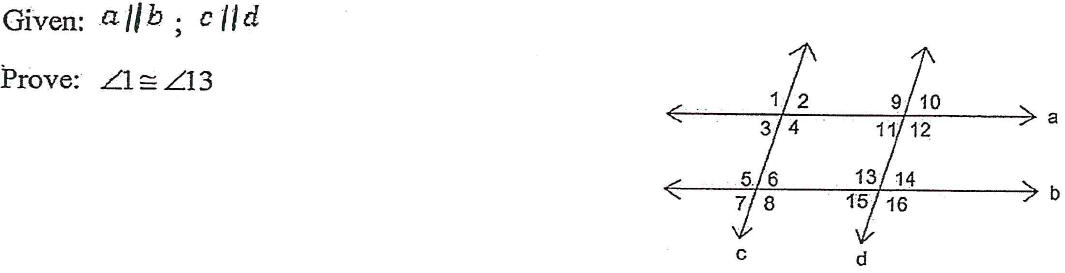 Given: a ∥ b ; c ∥ d
Prove: ∠1 ≅ ∠13
1 2 9 10
a
3 4 11 12
5 6 13 14
b
7 8 15 16
c d